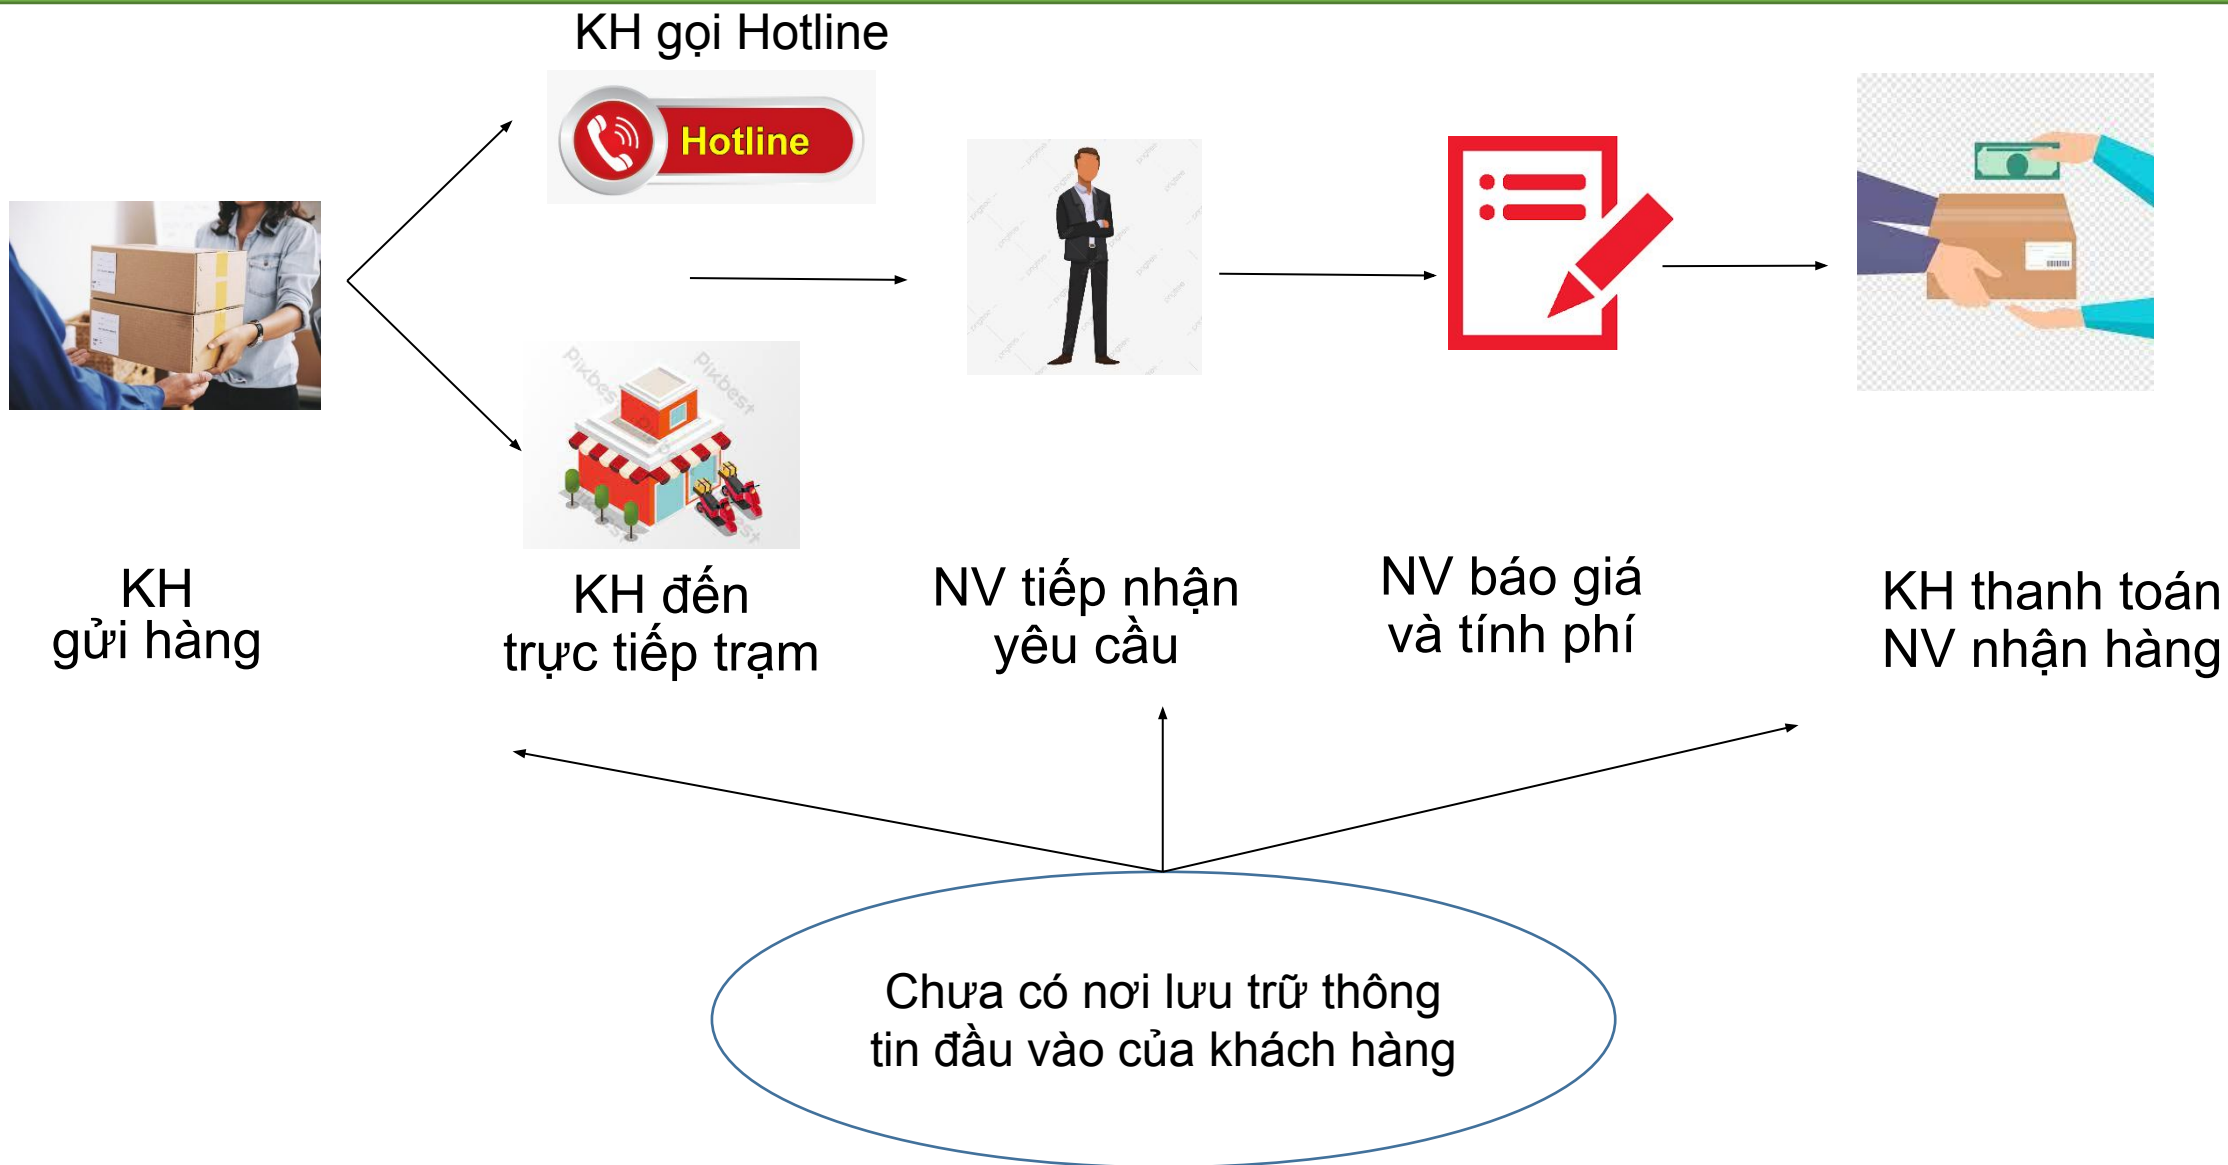 KH gọi Hotline
Hotline
Pikbest
Pikbest
KH
gửi hàng
KH đến
trực tiếp trạm
NV tiếp nhận
yêu cầu
NV báo giá
và tính phí
KH thanh toán
NV nhận hàng
Chưa có nơi lưu trữ thông
tin đầu vào của khách hàng